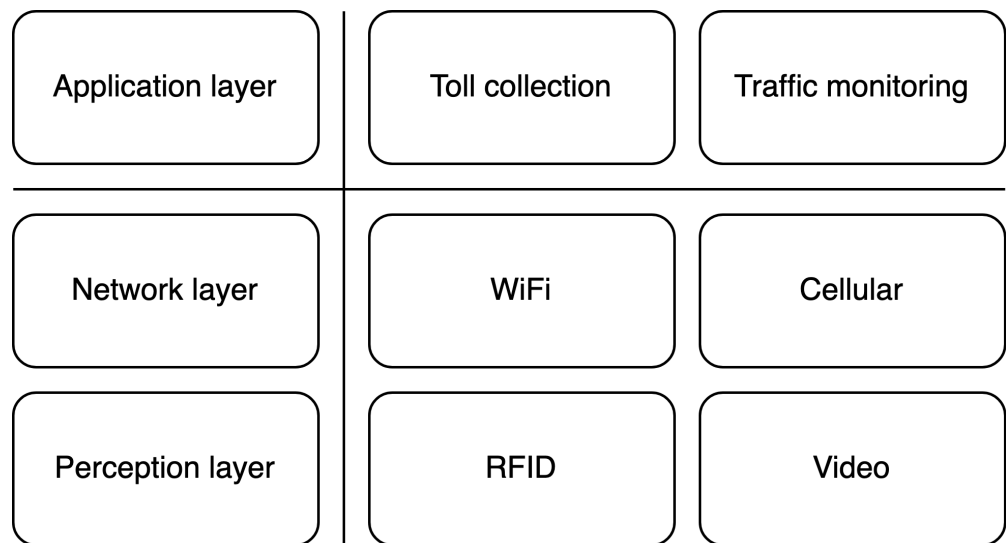 Application layer
Toll collection
Traffic monitoring
Network layer
WiFi
Cellular
Perception layer
RFID
Video